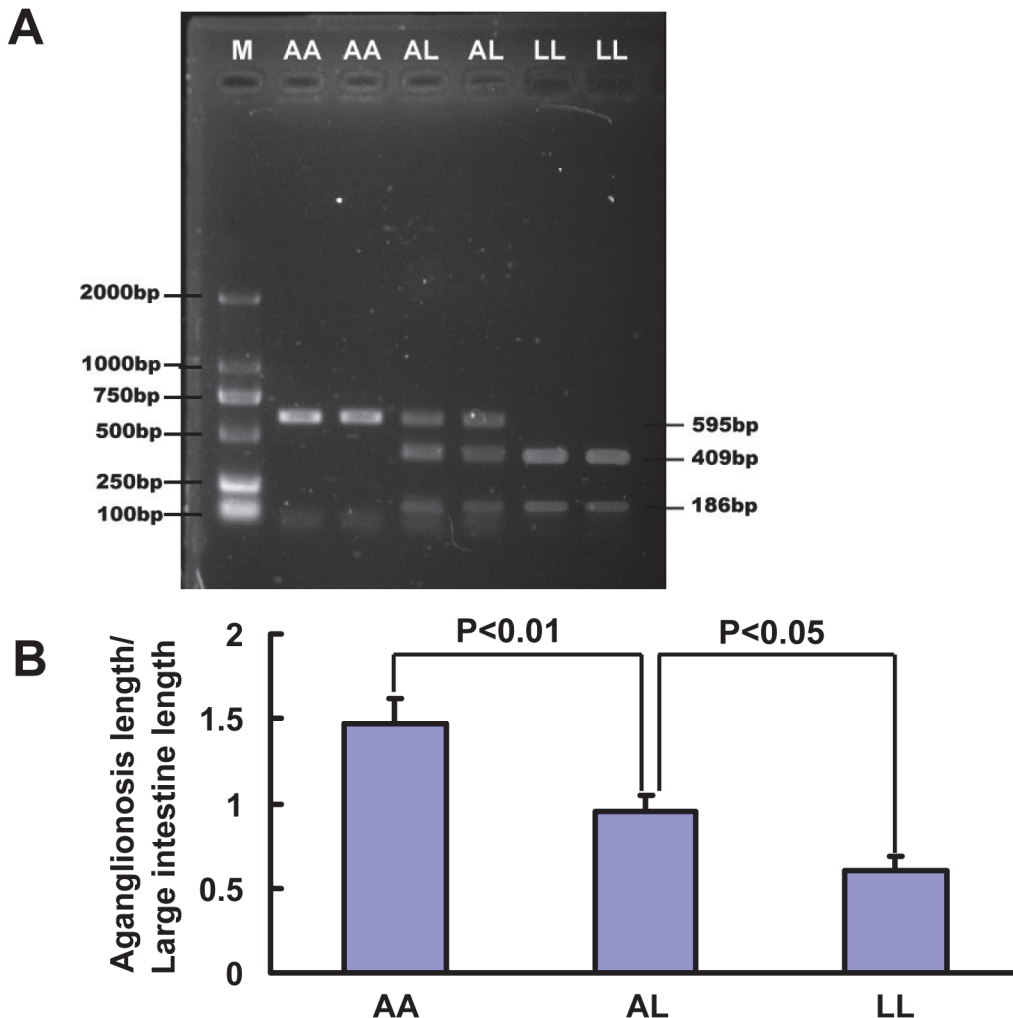 A
M AA AA AL AL LL LL
2000bp
1000bp
750bp
500bp
250bp
100bp
595bp
409bp
186bp
B
Aganglionosis length/
Large intestine length
2
1.5
1
0.5
0
P<0.01
P<0.05
AA AL LL